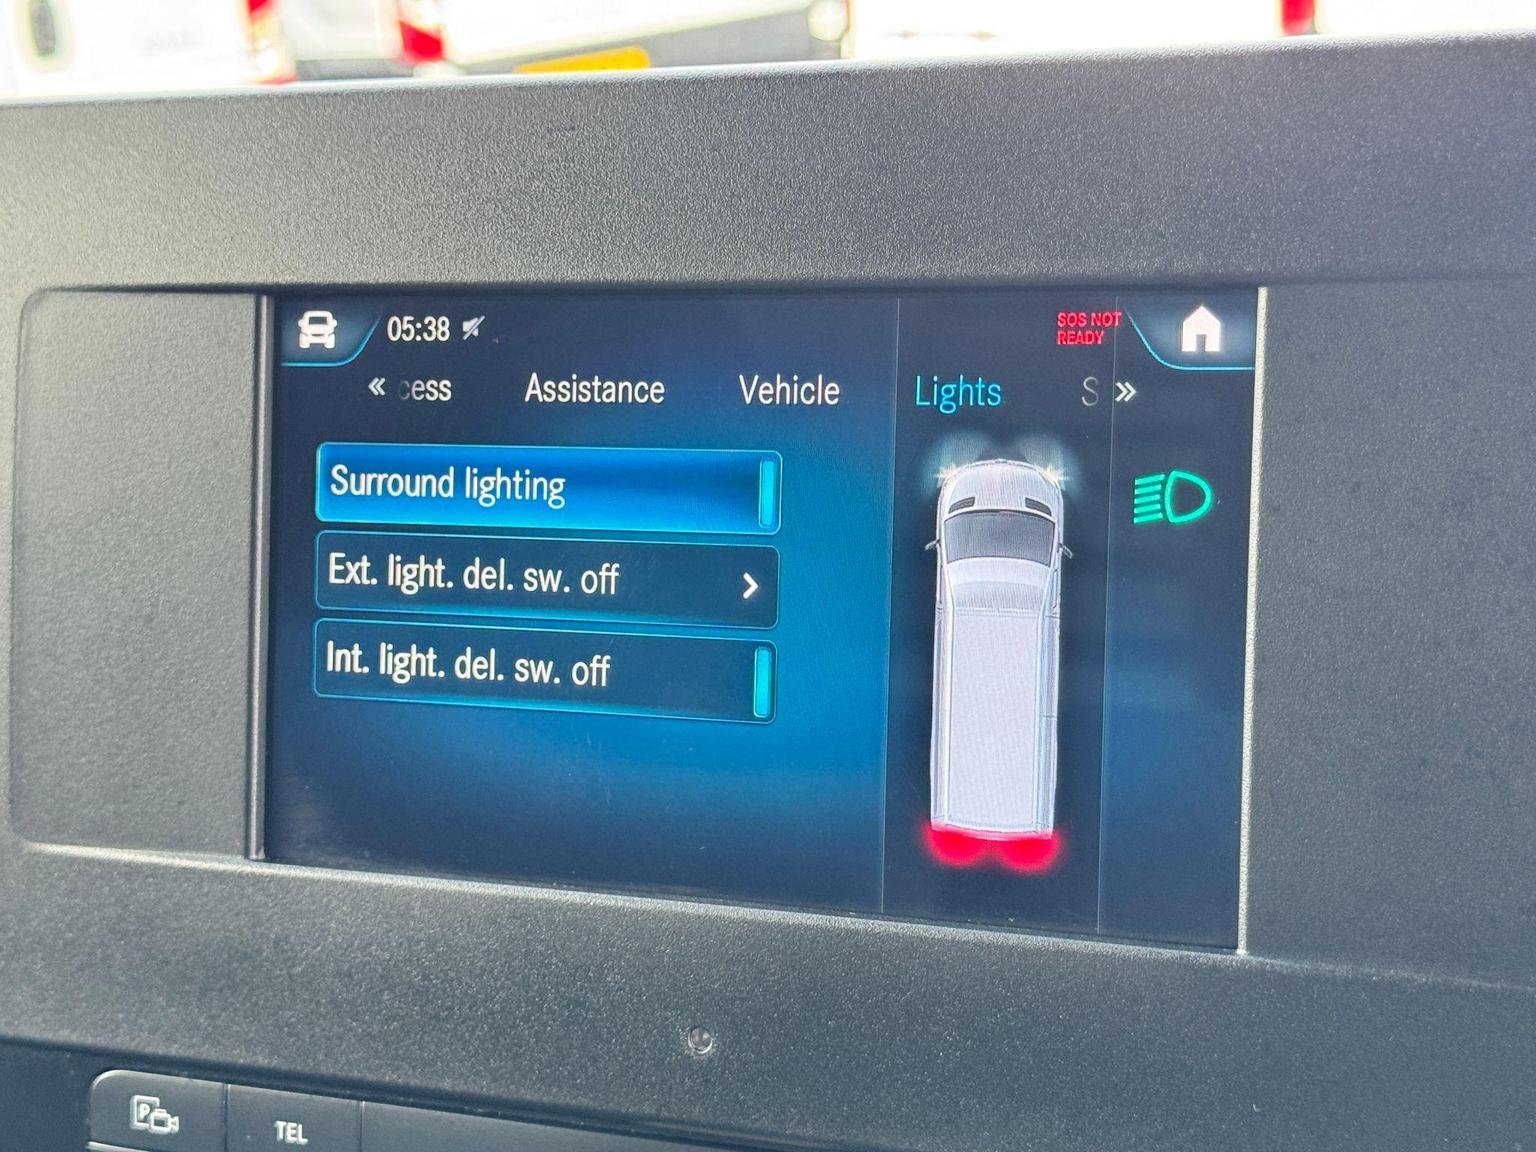 05:38
SOS NOT
READY
« cess Assistance Vehicle Lights S »
Surround lighting
Ext. light. del. sw. off
Int. light. del. sw. off
P
TEL